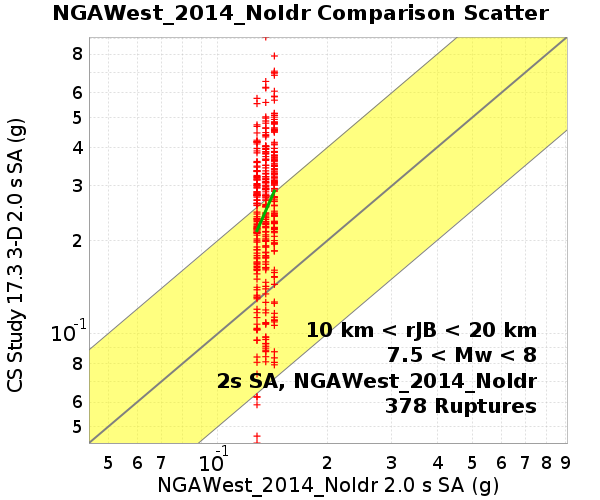 NGAWest_2014_NoIdr Comparison Scatter
CS Study 17.3 3-D 2.0 s SA (g)
8
6
5
4
3
2
10-1
8
6
5
10 km < rJB < 20 km
7.5 < Mw < 8
2s SA, NGAWest_2014_NoIdr
378 Ruptures
5 6 7 10-1 2 3 4 5 6 7 8 9
NGAWest_2014_NoIdr 2.0 s SA (g)